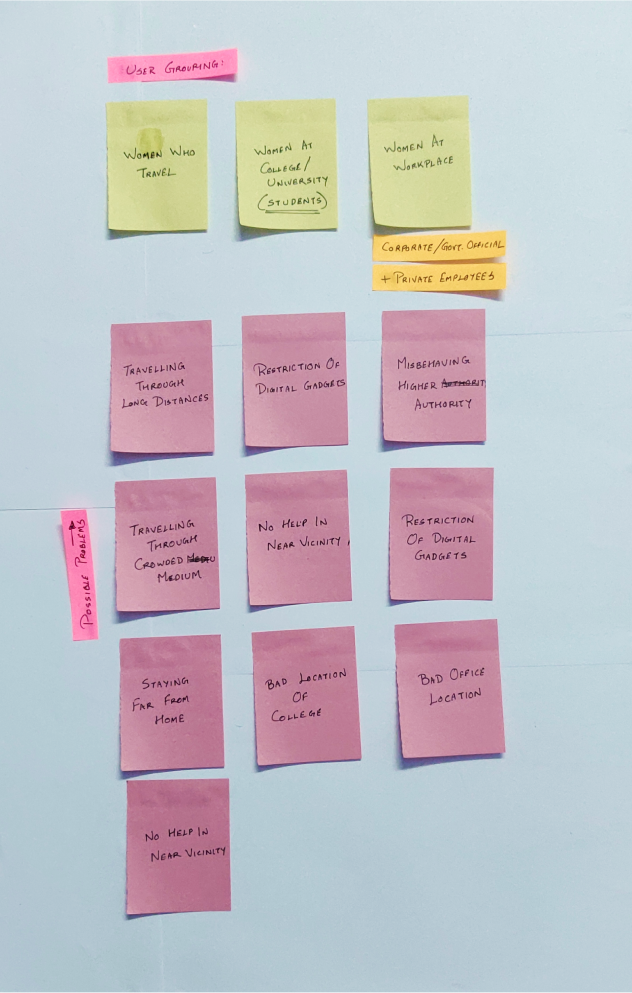 USER GROUPING:
WOMEN WHO
TRAVEL
WOMEN AT
COLLEGE/
UNIVERSITY
(STUDENTS)
WOMEN AT
WORKPLACE
CORPORATE/GOVT. OFFICIAL
+ PRIVATE EMPLOYEES
POSSIBLE PROBLEMS →
TRAVELLING
THROUGH
LONG DISTANCES
RESTRICTION OF
DIGITAL GADGETS
MISBEHAVING
HIGHER
AUTHORITY
TRAVELLING
THROUGH
CROWDED
MEDIUM
NO HELP IN
NEAR VICINITY
RESTRICTION
OF DIGITAL
GADGETS
STAYING
FAR FROM
HOME
BAD LOCATION
OF
COLLEGE
BAD OFFICE
LOCATION
NO HELP IN
NEAR VICINITY